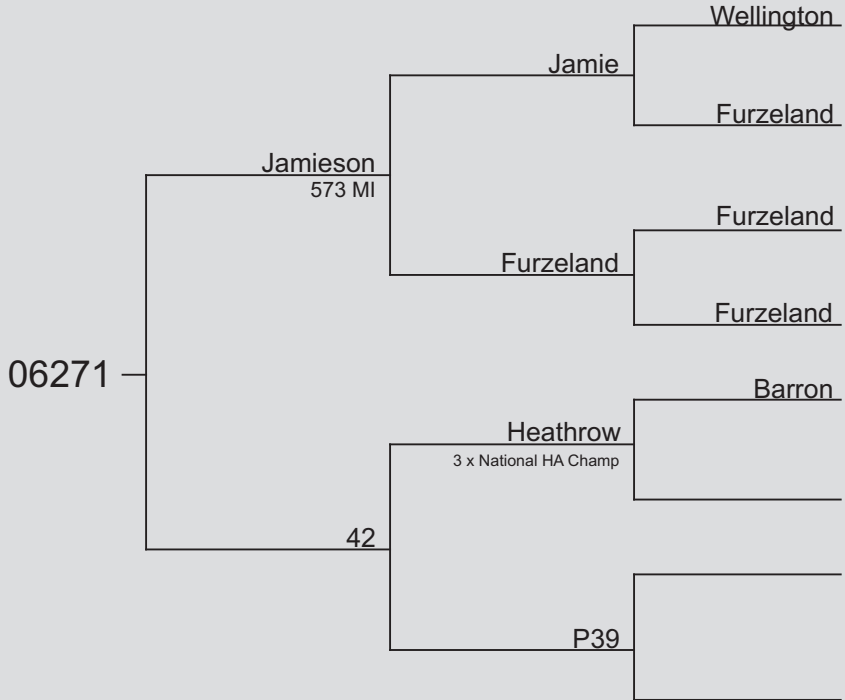 Wellington
Jamie
Furzeland
Jamieson
573 MI
Furzeland
Furzeland
Furzeland
06271
Barron
Heathrow
3 x National HA Champ
42
P39